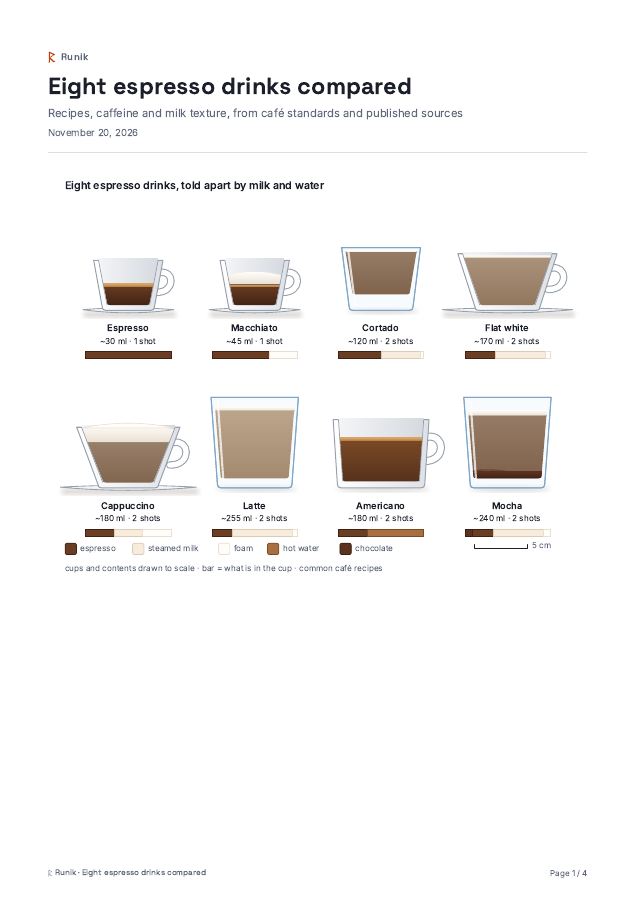 Runik
Eight espresso drinks compared
Recipes, caffeine and milk texture, from café standards and published sources
November 20, 2026
Eight espresso drinks, told apart by milk and water
Espresso
~30 ml · 1 shot
Macchiato
~45 ml · 1 shot
Cortado
~120 ml · 2 shots
Flat white
~170 ml · 2 shots
Cappuccino
~180 ml · 2 shots
Latte
~255 ml · 2 shots
Americano
~180 ml · 2 shots
Mocha
~240 ml · 2 shots
espresso
steamed milk
foam
hot water
chocolate
5 cm
cups and contents drawn to scale · bar = what is in the cup · common café recipes
Runik · Eight espresso drinks compared
Page 1 / 4